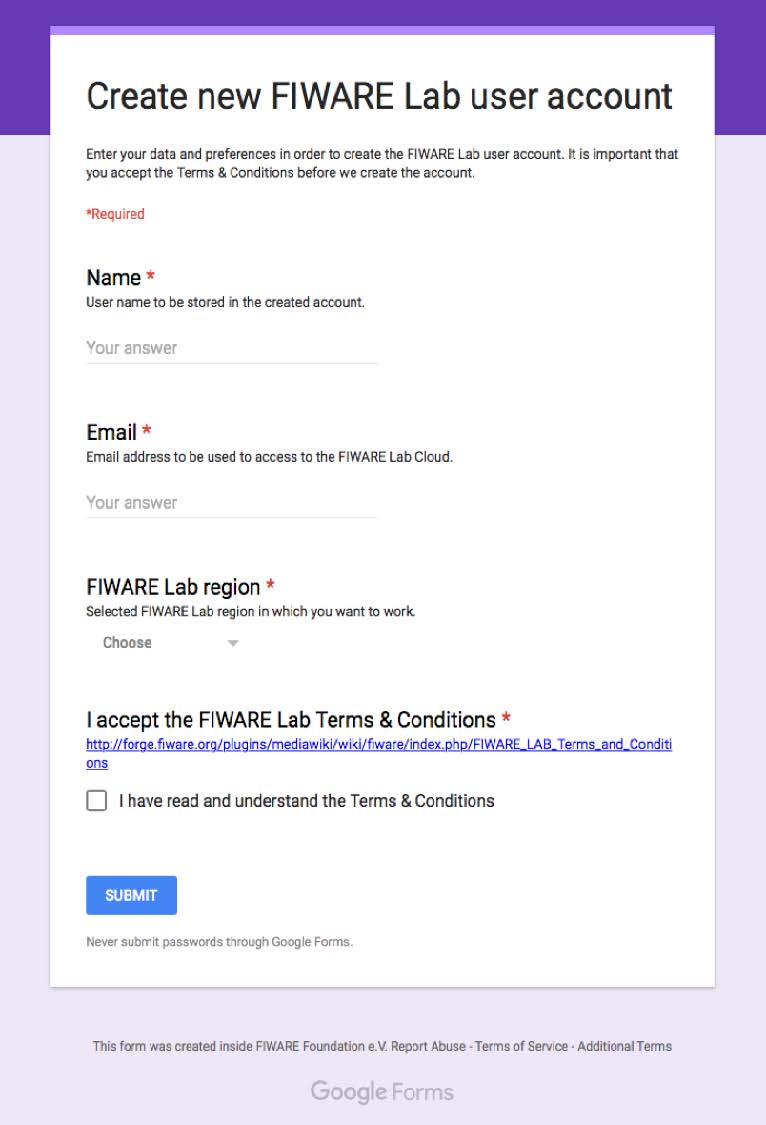 Create new FIWARE Lab user account
Enter your data and preferences in order to create the FIWARE Lab user account. It is important that
you accept the Terms & Conditions before we create the account.
*Required
Name *
User name to be stored in the created account.
Your answer
Email *
Email address to be used to access to the FIWARE Lab Cloud.
Your answer
FIWARE Lab region *
Selected FIWARE Lab region in which you want to work.
Choose
I accept the FIWARE Lab Terms & Conditions *
http://forge.fiware.org/plugins/mediawiki/wiki/fiware/index.php/FIWARE_LAB_Terms_and_Conditi
ons
I have read and understand the Terms & Conditions
SUBMIT
Never submit passwords through Google Forms.
This form was created inside FIWARE Foundation e.V. Report Abuse - Terms of Service - Additional Terms
Google Forms